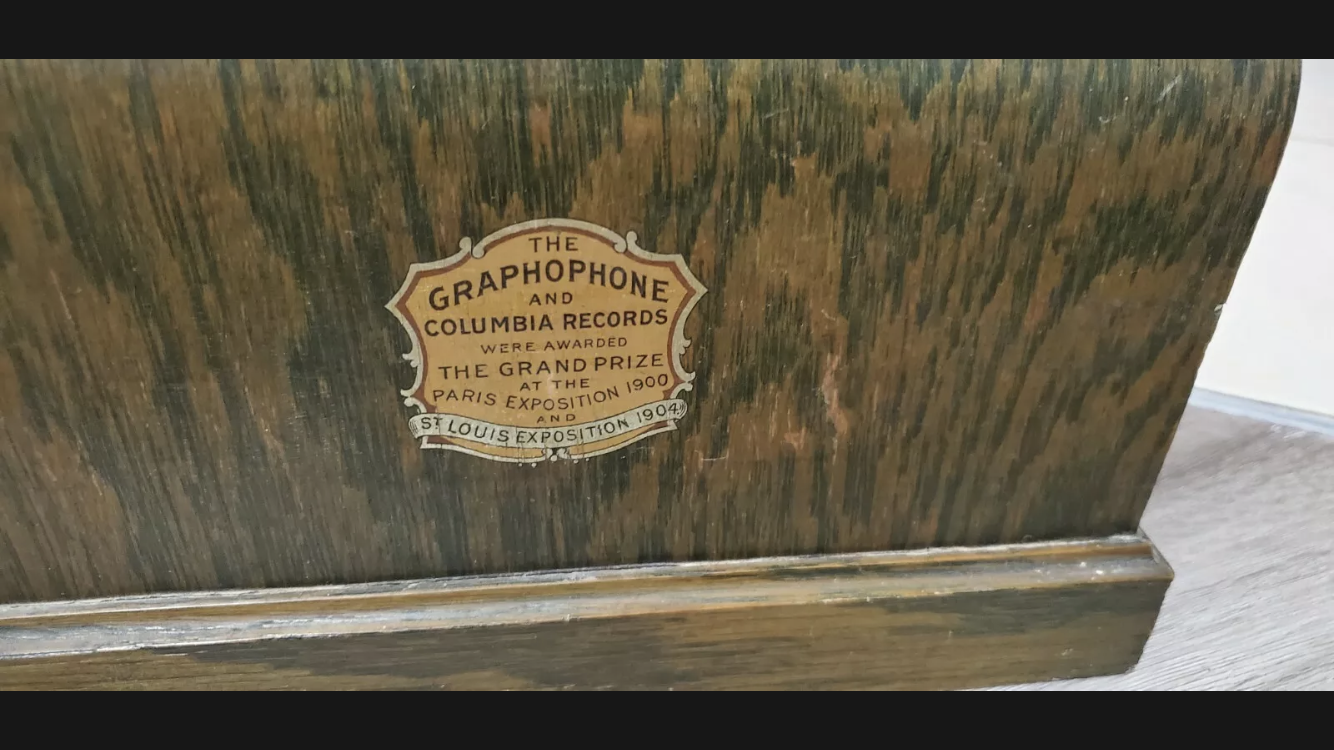 THE
GRAPHOPHONE
AND
COLUMBIA RECORDS
WERE AWARDED
THE GRAND PRIZE
AT THE
PARIS EXPOSITION 1900
AND
ST LOUIS EXPOSITION 1904